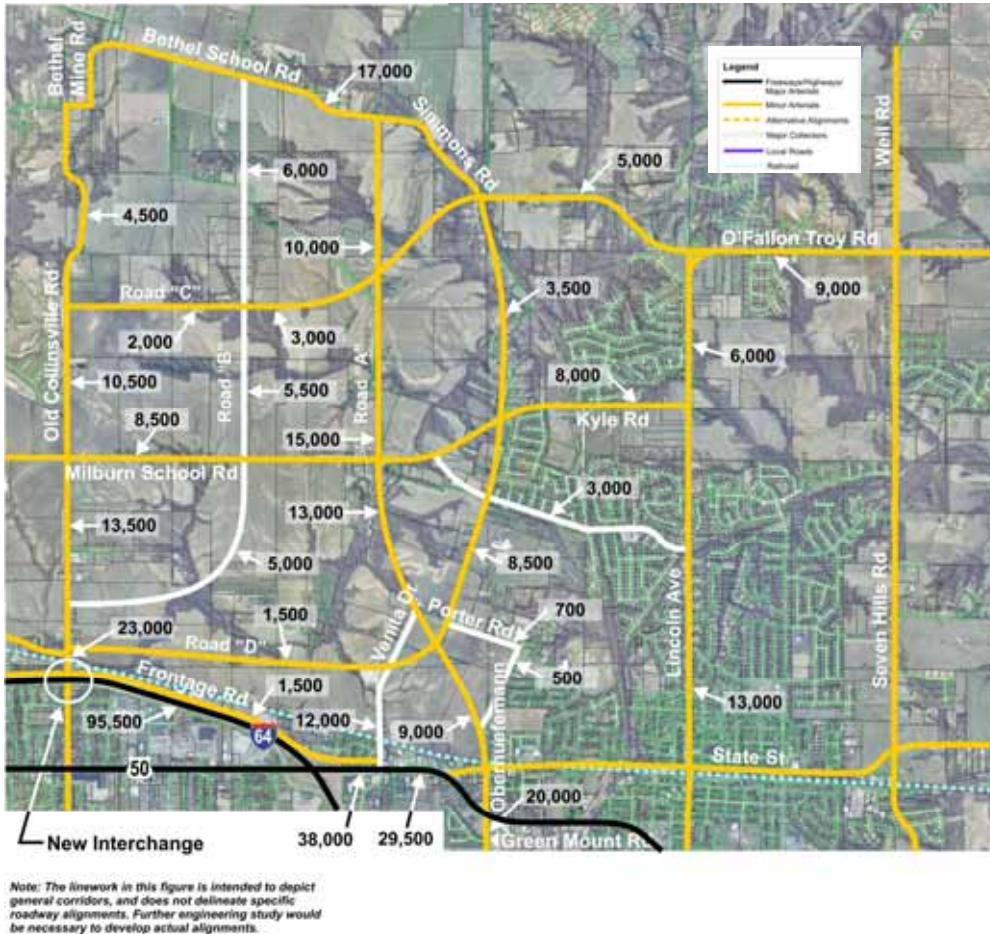 Bethel
Mine Rd
Bethel School Rd
17,000
Simmons Rd
Legend
Freeways/Highways/
Major Arterials
Minor Arterials
Alternative Alignments
Major Collectors
Local Roads
Railroad
Weil Rd
6,000
5,000
4,500
10,000
O'Fallon Troy Rd
9,000
Road "C"
2,000
3,000
3,500
Old Collinsville Rd
Road "B"
Road "A"
10,500
5,500
6,000
8,000
Kyle Rd
8,500
15,000
Milburn School Rd
3,000
13,500
13,000
5,000
8,500
1,500
Porter Rd
700
23,000
Road "D"
500
Lincoln Ave
Seven Hills Rd
Frontage Rd
1,500
95,500
12,000
9,000
13,000
64
50
State St
20,000
New Interchange
38,000
29,500
Green Mount Rd
Note: The linework in this figure is intended to depict
general corridors, and does not delineate specific
roadway alignments. Further engineering study would
be necessary to develop actual alignments.